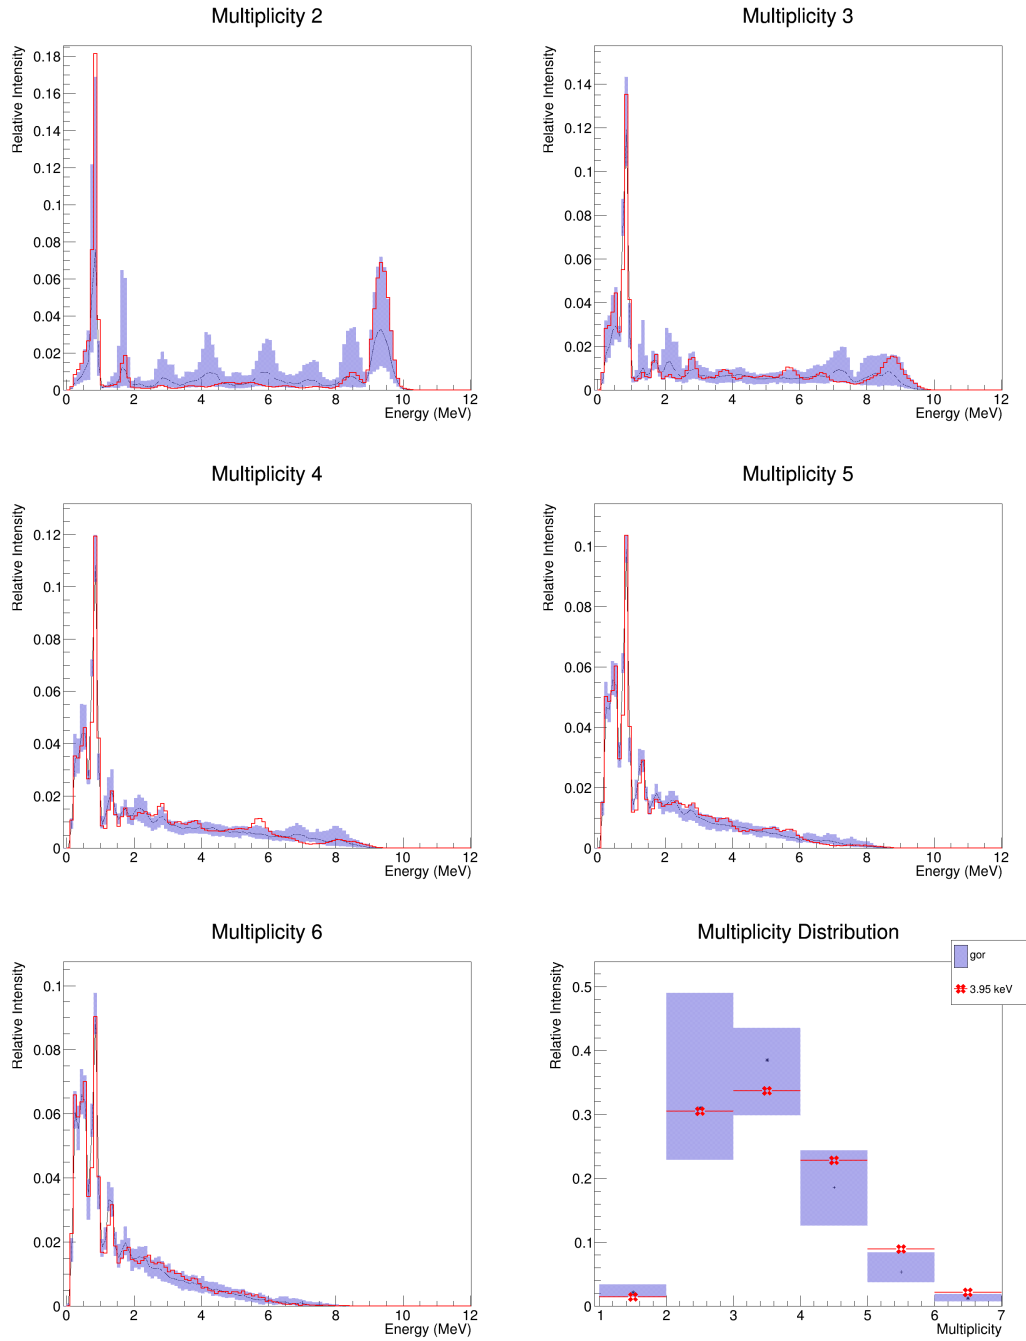 Multiplicity 2
Relative Intensity
0.18
0.16
0.14
0.12
0.1
0.08
0.06
0.04
0.02
0
0 2 4 6 8 10 12
Energy (MeV)
Multiplicity 3
Relative Intensity
0.14
0.12
0.1
0.08
0.06
0.04
0.02
0
0 2 4 6 8 10 12
Energy (MeV)
Multiplicity 4
Relative Intensity
0.12
0.1
0.08
0.06
0.04
0.02
0
0 2 4 6 8 10 12
Energy (MeV)
Multiplicity 5
Relative Intensity
0.1
0.08
0.06
0.04
0.02
0
0 2 4 6 8 10 12
Energy (MeV)
Multiplicity 6
Relative Intensity
0.1
0.08
0.06
0.04
0.02
0
0 2 4 6 8 10 12
Energy (MeV)
Multiplicity Distribution
gor
3.95 keV
Relative Intensity
0.5
0.4
0.3
0.2
0.1
0
1 2 3 4 5 6 7
Multiplicity